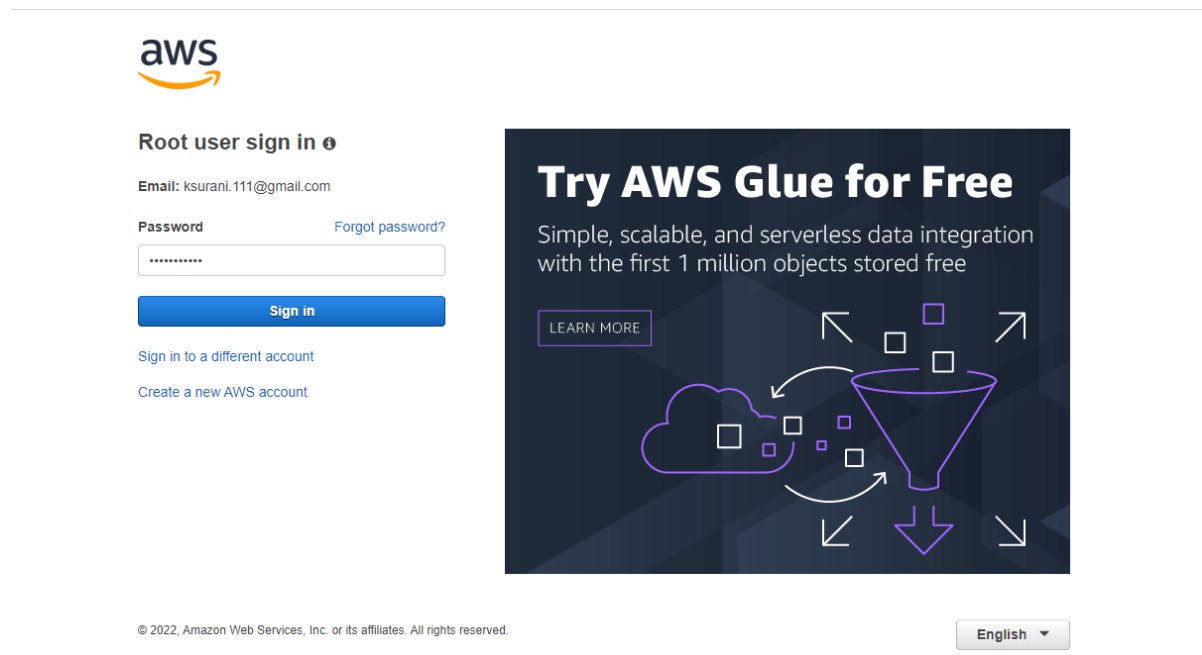 aws
Root user sign in
Email: ksurani.111@gmail.com
Password
Forgot password?
•••••••••••
Sign in
Sign in to a different account
Create a new AWS account
Try AWS Glue for Free
Simple, scalable, and serverless data integration
with the first 1 million objects stored free
LEARN MORE
© 2022, Amazon Web Services, Inc. or its affiliates. All rights reserved.
English